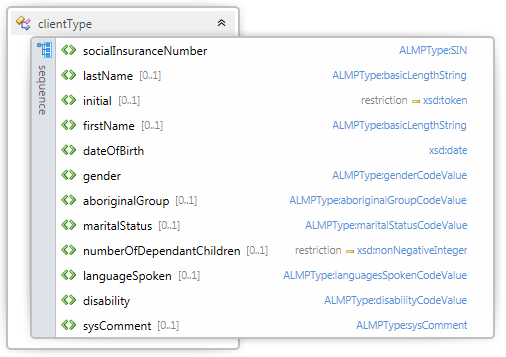 clientType
sequence
socialInsuranceNumber ALMPType:SIN
lastName [0..1] ALMPType:basicLengthString
initial [0..1] restriction xsd:token
firstName [0..1] ALMPType:basicLengthString
dateOfBirth xsd:date
gender ALMPType:genderCodeValue
aboriginalGroup [0..1] ALMPType:aboriginalGroupCodeValue
maritalStatus [0..1] ALMPType:maritalStatusCodeValue
numberOfDependantChildren [0..1] restriction xsd:nonNegativeInteger
languageSpoken [0..1] ALMPType:languagesSpokenCodeValue
disability ALMPType:disabilityCodeValue
sysComment [0..1] ALMPType:sysComment